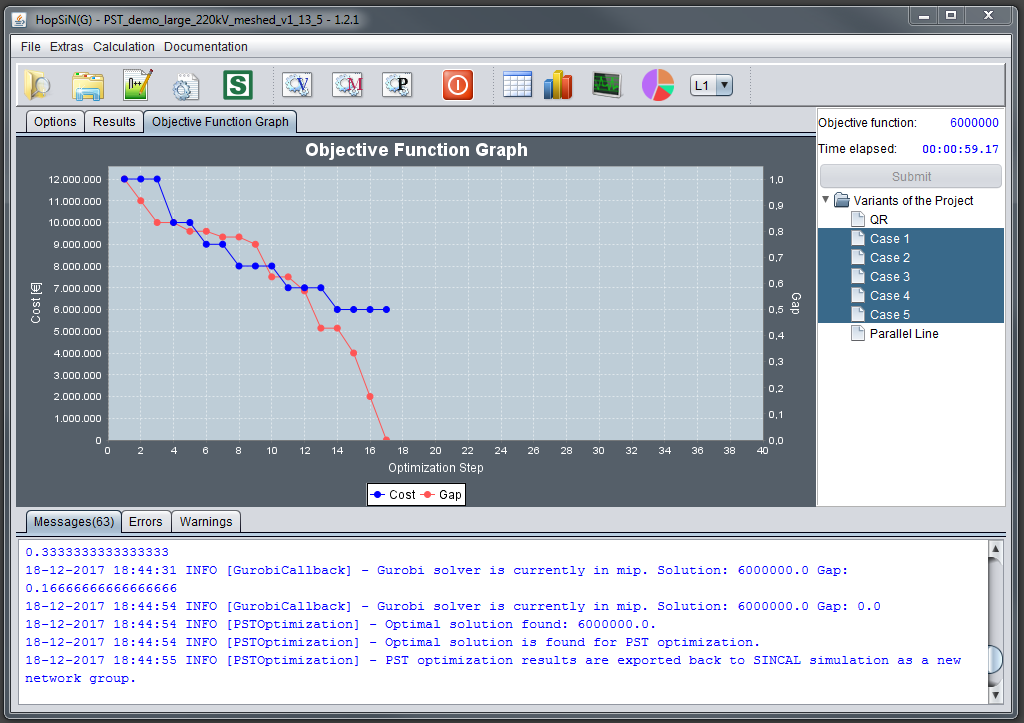 HopSiN(G) - PST_demo_large_220kV_meshed_v1_13_5 - 1.2.1
File Extras Calculation Documentation
I++ S V M P L1
Options Results Objective Function Graph
Objective function: 6000000
Time elapsed: 00:00:59.17
Submit
Variants of the Project
QR
Case 1
Case 2
Case 3
Case 4
Case 5
Parallel Line
Objective Function Graph
Cost [€]
12.000.000
11.000.000
10.000.000
9.000.000
8.000.000
7.000.000
6.000.000
5.000.000
4.000.000
3.000.000
2.000.000
1.000.000
0
1,0
0,9
0,8
0,7
0,6
0,5
0,4
0,3
0,2
0,1
0,0
Gap
0 2 4 6 8 10 12 14 16 18 20 22 24 26 28 30 32 34 36 38 40
Optimization Step
Cost Gap
Messages(63) Errors Warnings
0.3333333333333333
18-12-2017 18:44:31 INFO [GurobiCallback] - Gurobi solver is currently in mip. Solution: 6000000.0 Gap:
0.16666666666666666
18-12-2017 18:44:54 INFO [GurobiCallback] - Gurobi solver is currently in mip. Solution: 6000000.0 Gap: 0.0
18-12-2017 18:44:54 INFO [PSTOptimization] - Optimal solution found: 6000000.0.
18-12-2017 18:44:54 INFO [PSTOptimization] - Optimal solution is found for PST optimization.
18-12-2017 18:44:55 INFO [PSTOptimization] - PST optimization results are exported back to SINCAL simulation as a new
network group.